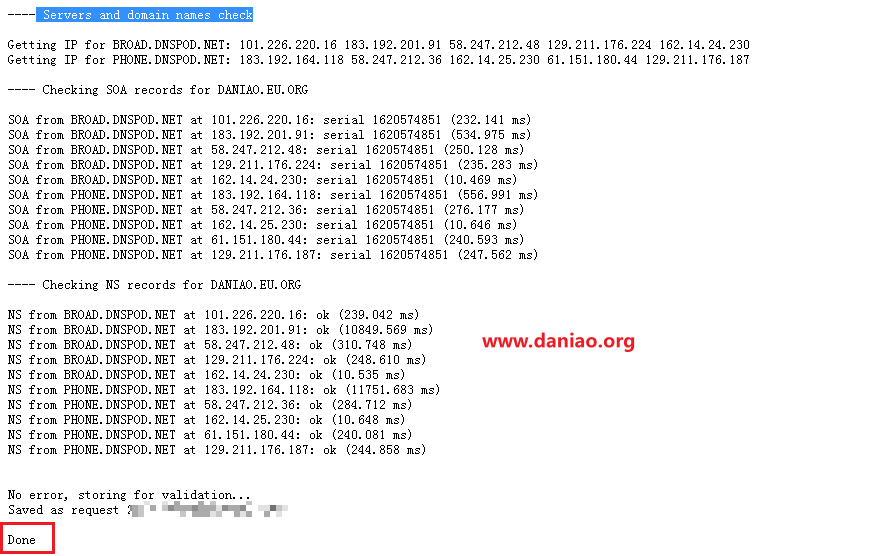 ---- Servers and domain names check
Getting IP for BROAD.DNSPOD.NET: 101.226.220.16 183.192.201.91 58.247.212.48 129.211.176.224 162.14.24.230
Getting IP for PHONE.DNSPOD.NET: 183.192.164.118 58.247.212.36 162.14.25.230 61.151.180.44 129.211.176.187
---- Checking SOA records for DANIAO.EU.ORG
SOA from BROAD.DNSPOD.NET at 101.226.220.16: serial 1620574851 (232.141 ms)
SOA from BROAD.DNSPOD.NET at 183.192.201.91: serial 1620574851 (534.975 ms)
SOA from BROAD.DNSPOD.NET at 58.247.212.48: serial 1620574851 (250.128 ms)
SOA from BROAD.DNSPOD.NET at 129.211.176.224: serial 1620574851 (235.283 ms)
SOA from BROAD.DNSPOD.NET at 162.14.24.230: serial 1620574851 (10.469 ms)
SOA from PHONE.DNSPOD.NET at 183.192.164.118: serial 1620574851 (556.991 ms)
SOA from PHONE.DNSPOD.NET at 58.247.212.36: serial 1620574851 (276.177 ms)
SOA from PHONE.DNSPOD.NET at 162.14.25.230: serial 1620574851 (10.646 ms)
SOA from PHONE.DNSPOD.NET at 61.151.180.44: serial 1620574851 (240.593 ms)
SOA from PHONE.DNSPOD.NET at 129.211.176.187: serial 1620574851 (247.562 ms)
---- Checking NS records for DANIAO.EU.ORG
NS from BROAD.DNSPOD.NET at 101.226.220.16: ok (239.042 ms)
NS from BROAD.DNSPOD.NET at 183.192.201.91: ok (10849.569 ms)
NS from BROAD.DNSPOD.NET at 58.247.212.48: ok (310.748 ms)
NS from BROAD.DNSPOD.NET at 129.211.176.224: ok (248.610 ms)
NS from BROAD.DNSPOD.NET at 162.14.24.230: ok (10.535 ms)
NS from PHONE.DNSPOD.NET at 183.192.164.118: ok (11751.683 ms)
NS from PHONE.DNSPOD.NET at 58.247.212.36: ok (284.712 ms)
NS from PHONE.DNSPOD.NET at 162.14.25.230: ok (10.648 ms)
NS from PHONE.DNSPOD.NET at 61.151.180.44: ok (240.081 ms)
NS from PHONE.DNSPOD.NET at 129.211.176.187: ok (244.858 ms)
www.daniao.org
No error, storing for validation...
Saved as request
Done